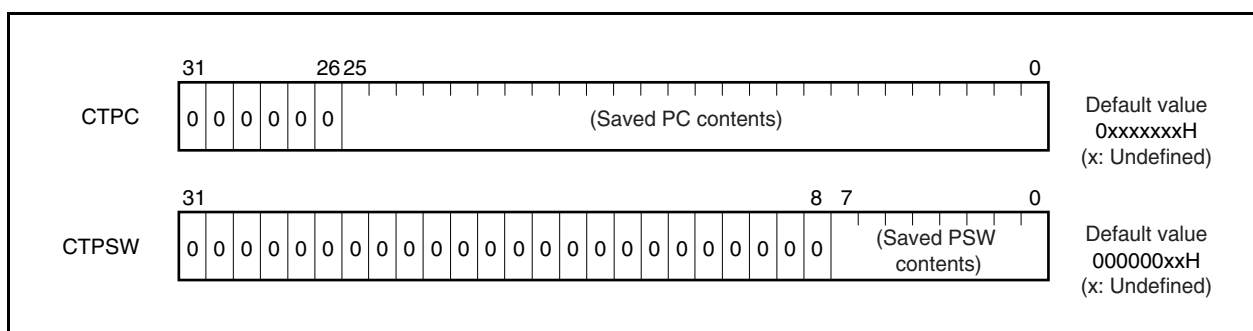 31 26 25 0
CTPC 0 0 0 0 0 0 (Saved PC contents) Default value
0xxxxxxxH
(x: Undefined)
31 8 7 0
CTPSW 0 0 0 0 0 0 0 0 0 0 0 0 0 0 0 0 0 0 0 0 0 0 0 0 (Saved PSW
contents) Default value
000000xxH
(x: Undefined)